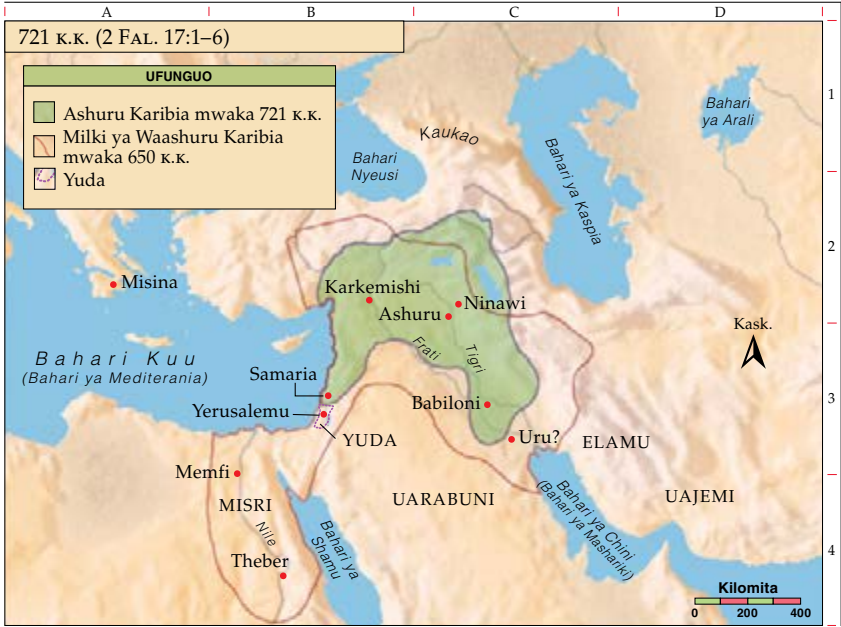 A B C D
721 K.K. (2 FAL. 17:1–6)
UFUNGUO
Ashuru Karibia mwaka 721 K.K.
Milki ya Waashuru Karibia
mwaka 650 K.K.
Yuda
1
2
3
4
Kaukao
Bahari
Nyeusi
Bahari ya Kaspia
Bahari
ya Arali
Misina
Karkemishi
Ashuru
Ninawi
Frati
Tigri
Kask.
Bahari Kuu
(Bahari ya Mediterania)
Samaria
Yerusalemu
YUDA
Babiloni
Uru?
ELAMU
Memfi
MISRI
Nile
Theber
Bahari ya
Shamu
UARABUNI
Bahari ya Chini
(Bahari ya Mashariki)
UAJEMI
Kilomita
0 200 400